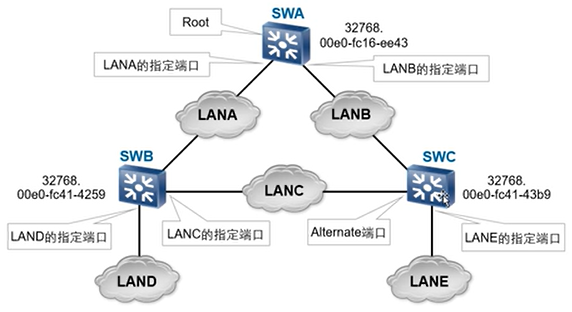 SWA
Root
32768.
00e0-fc16-ee43
LANA的指定端口
LANB的指定端口
LANA
LANB
SWB
SWC
32768.
00e0-fc41-4259
LANC
32768.
00e0-fc41-43b9
LAND的指定端口
LANC的指定端口
Alternate端口
LANE的指定端口
LAND
LANE